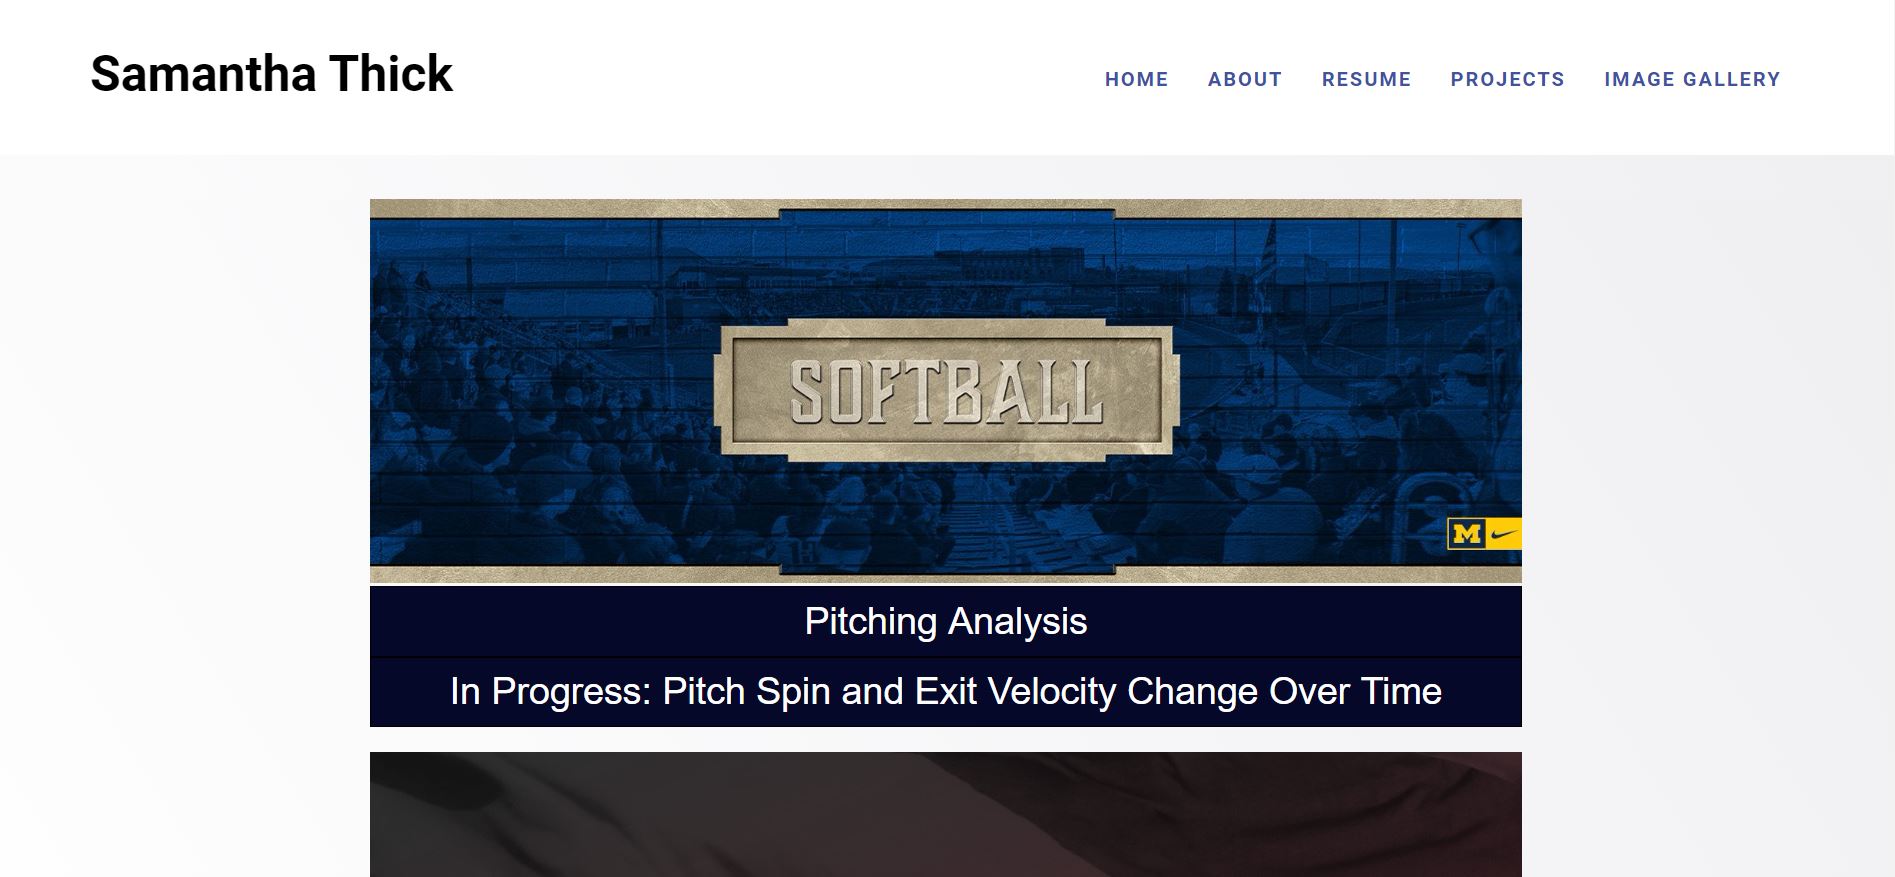 Samantha Thick
HOME ABOUT RESUME PROJECTS IMAGE GALLERY
SOFTBALL
M
Pitching Analysis
In Progress: Pitch Spin and Exit Velocity Change Over Time